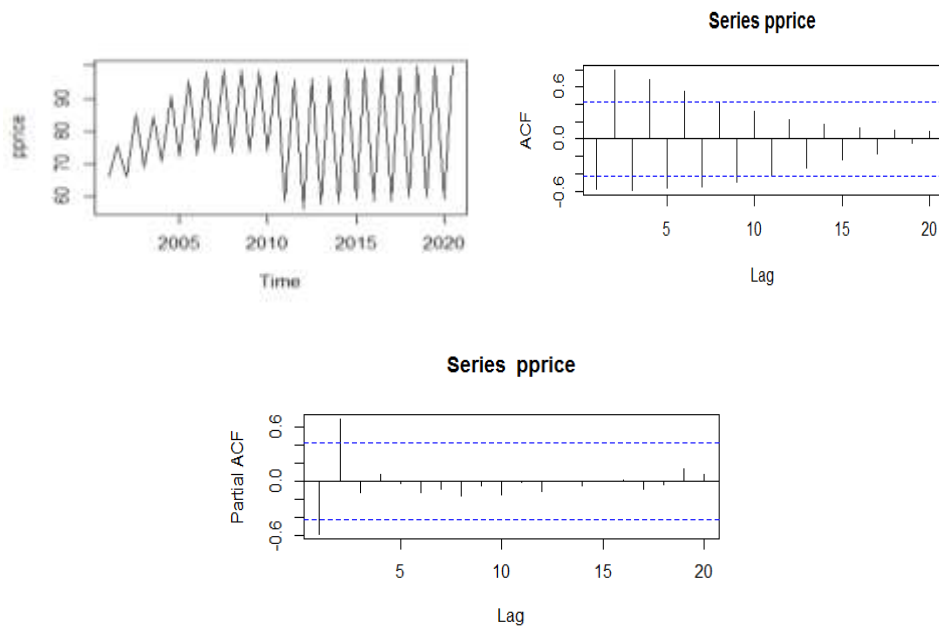 pprice
60 70 80 90
2005 2010 2015 2020
Time
Series pprice
ACF
-0.6 0.0 0.6
5 10 15 20
Lag
Series pprice
Partial ACF
-0.6 0.0 0.6
5 10 15 20
Lag